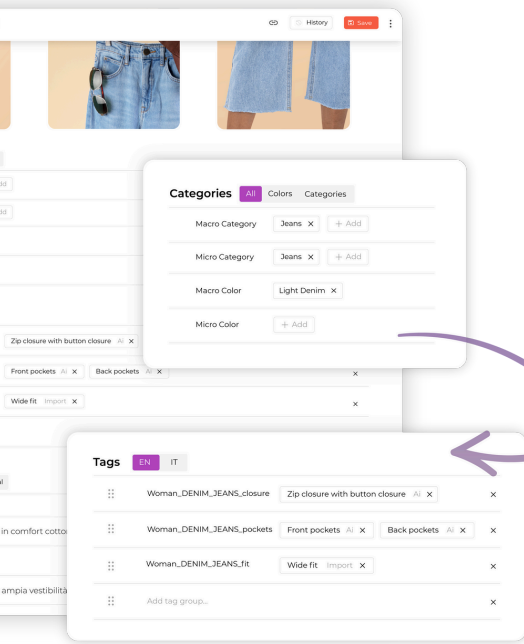 History
Save
Categories All Colors Categories
Macro Category Jeans × + Add
Micro Category Jeans × + Add
Macro Color Light Denim ×
Micro Color + Add
Zip closure with button closure Ai ×
Front pockets Ai × Back pockets Ai × ×
Wide fit Import × ×
in comfort
ampia vestibilità
Tags EN IT
Woman_DENIM_JEANS_closure Zip closure with button closure Ai × ×
Woman_DENIM_JEANS_pockets Front pockets Ai × Back pockets Ai × ×
Woman_DENIM_JEANS_fit Wide fit Import × ×
Add tag group... ×